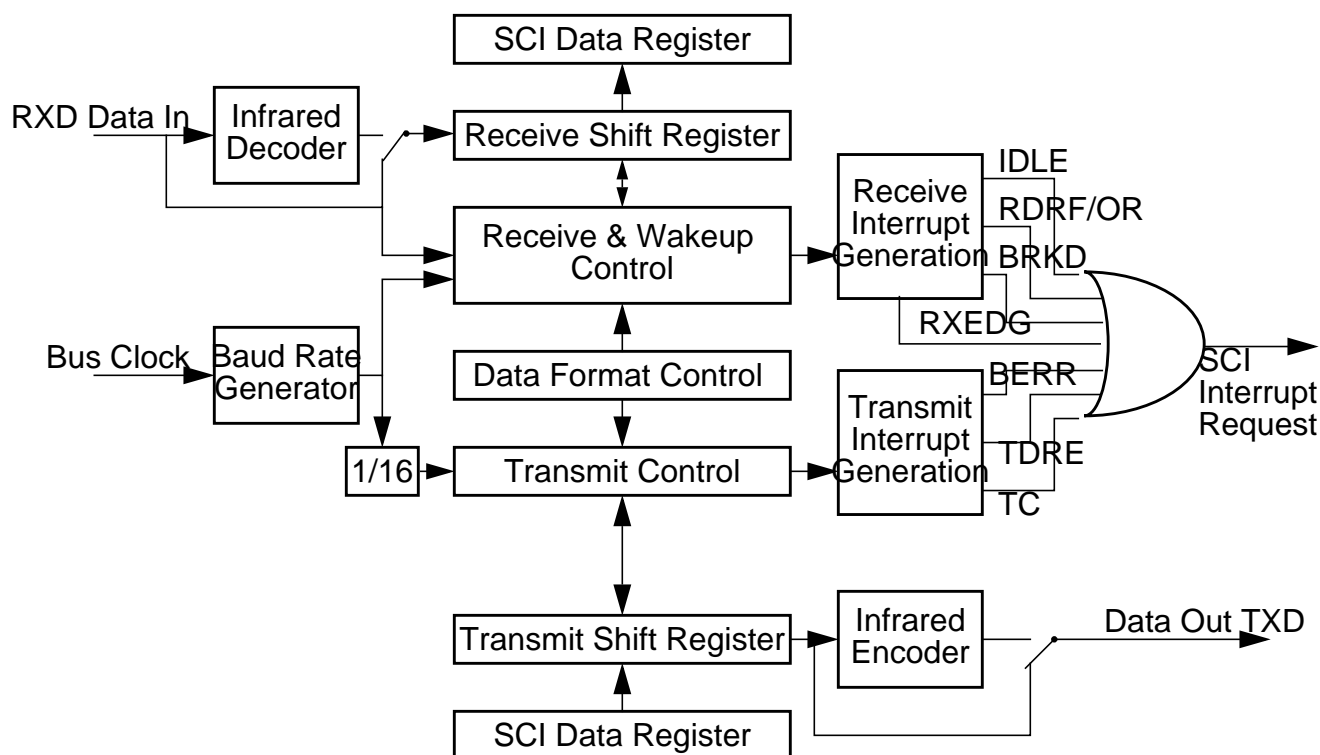 SCI Data Register
RXD Data In
Infrared
Decoder
Receive Shift Register
Receive & Wakeup
Control
Receive
Interrupt
Generation
IDLE
RDRF/OR
BRKD
RXEDG
Bus Clock
Baud Rate
Generator
Data Format Control
BERR
SCI
Interrupt
Request
1/16
Transmit Control
Transmit
Interrupt
Generation
TDRE
TC
Transmit Shift Register
Infrared
Encoder
Data Out TXD
SCI Data Register